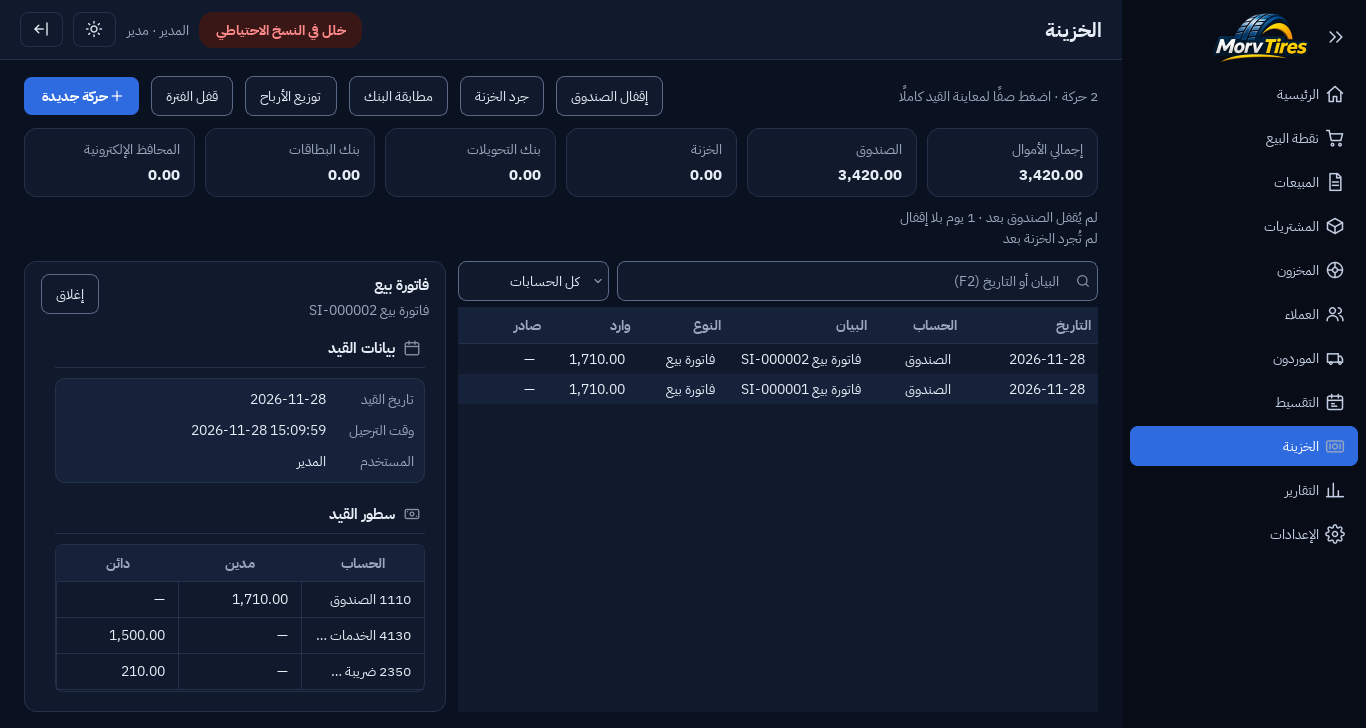 MorvTires
الرئيسية
نقطة البيع
المبيعات
المشتريات
المخزون
العملاء
الموردون
التقسيط
الخزينة
التقارير
الإعدادات
الخزينة
خلل في النسخ الاحتياطي
المدير · مدير
2 حركة · اضغط صفًا لمعاينة القيد كاملًا
إقفال الصندوق
جرد الخزنة
مطابقة البنك
توزيع الأرباح
قفل الفترة
+ حركة جديدة
إجمالي الأموال
3,420.00
الصندوق
3,420.00
الخزنة
0.00
بنك التحويلات
0.00
بنك البطاقات
0.00
المحافظ الإلكترونية
0.00
لم يُقفل الصندوق بعد · 1 يوم بلا إقفال
لم تُجرد الخزنة بعد
البيان أو التاريخ (F2)
كل الحسابات
التاريخ الحساب البيان النوع وارد صادر
2026-11-28 الصندوق فاتورة بيع SI-000002 فاتورة بيع 1,710.00 —
2026-11-28 الصندوق فاتورة بيع SI-000001 فاتورة بيع 1,710.00 —
فاتورة بيع
فاتورة بيع SI-000002
إغلاق
بيانات القيد
تاريخ القيد 2026-11-28
وقت الترحيل 2026-11-28 15:09:59
المستخدم المدير
سطور القيد
الحساب مدين دائن
1110 الصندوق 1,710.00 —
4130 الخدمات ... — 1,500.00
2350 ضريبة ... — 210.00